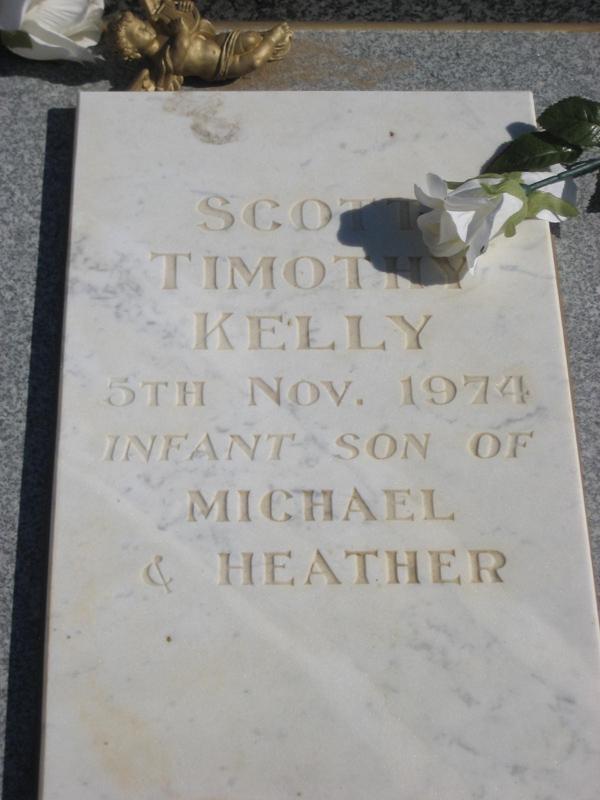 SCOTT
TIMOTHY
KELLY
5TH NOV. 1974
INFANT SON OF
MICHAEL
& HEATHER